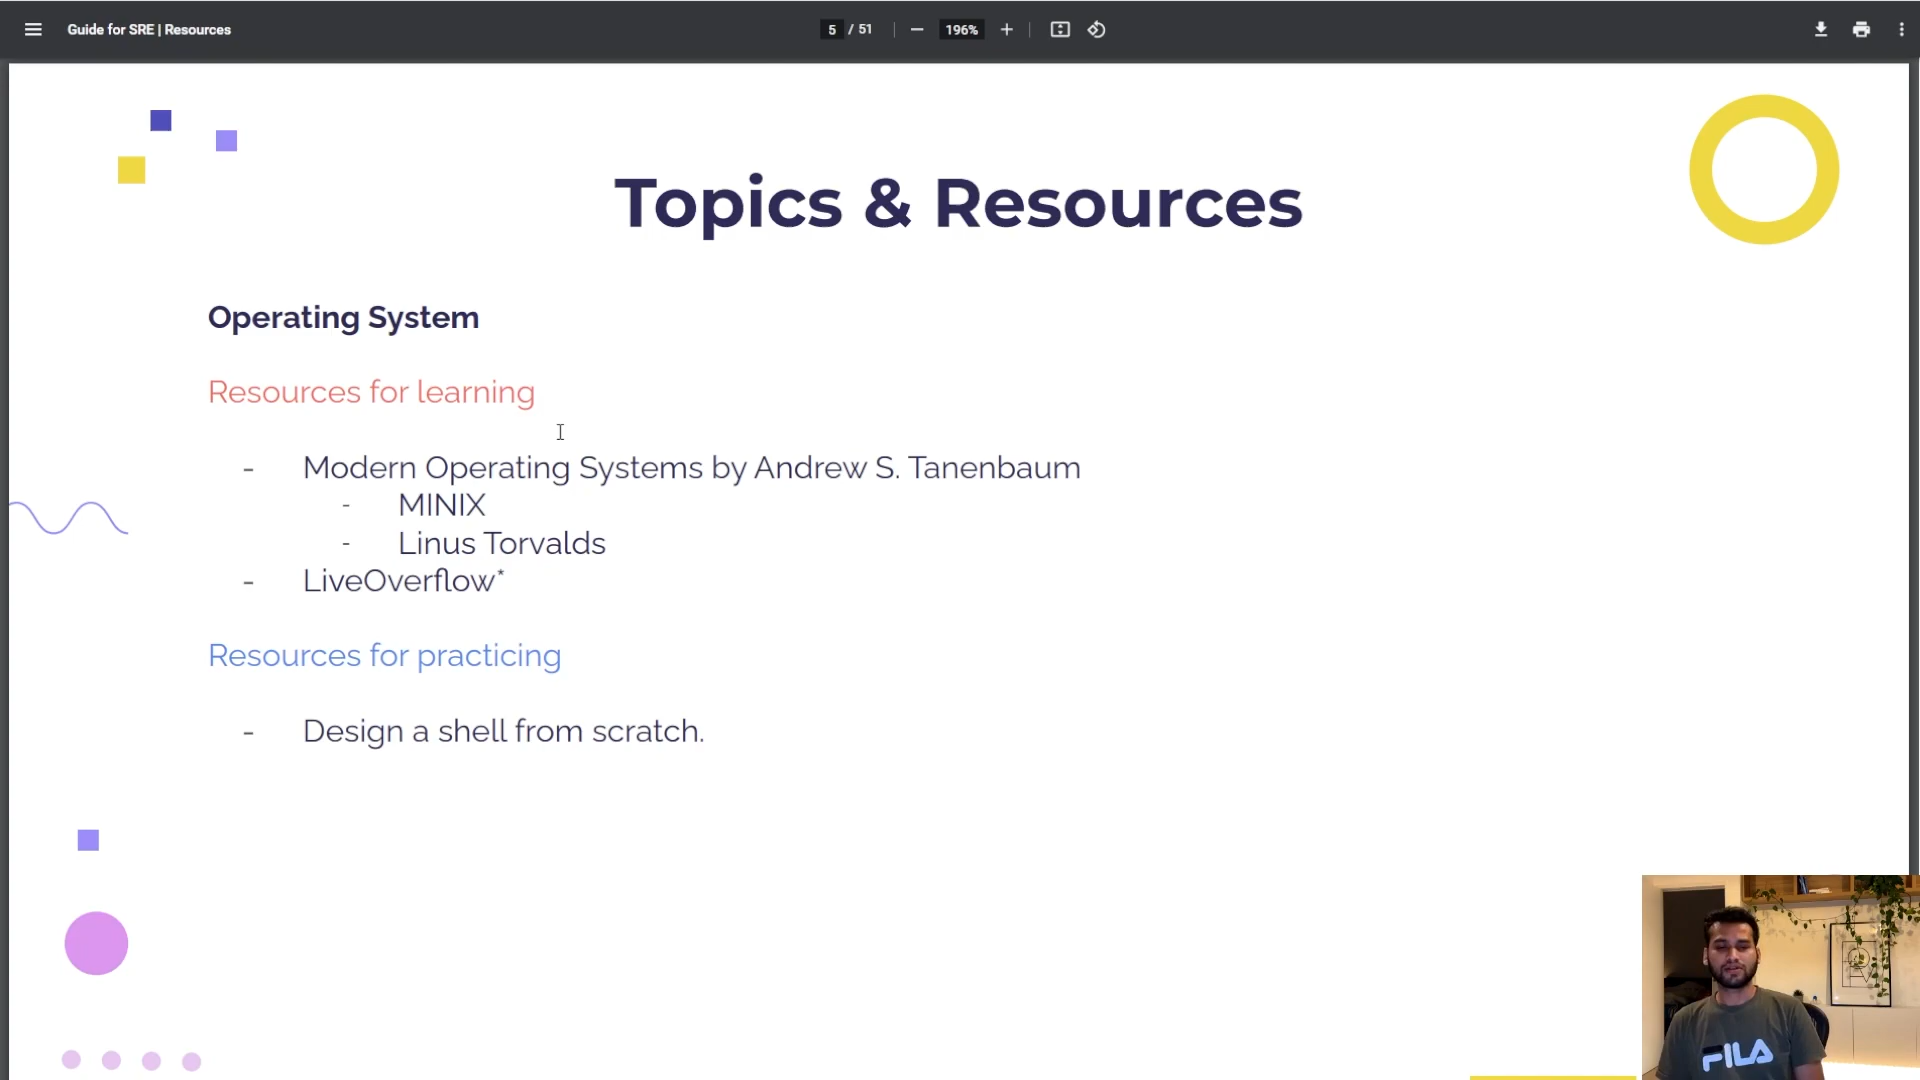 Guide for SRE | Resources
5 / 51
196%
Topics & Resources
Operating System
Resources for learning
- Modern Operating Systems by Andrew S. Tanenbaum
- MINIX
- Linus Torvalds
- LiveOverflow*
Resources for practicing
- Design a shell from scratch.
FILA